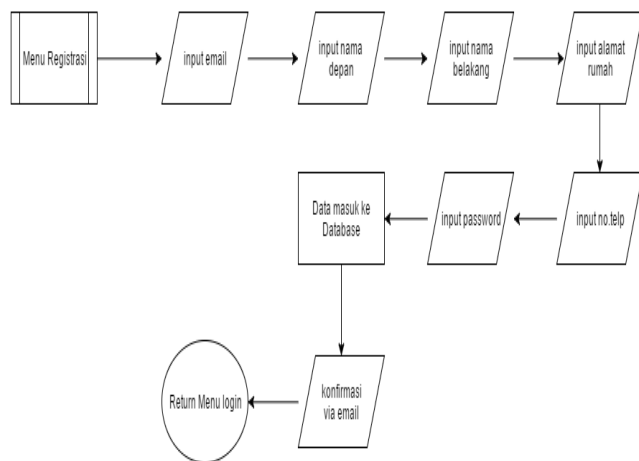 Menu Registrasi
input email
input nama
depan
input nama
belakang
input alamat
rumah
input no.telp
input password
Data masuk ke
Database
konfirmasi
via email
Return Menu login